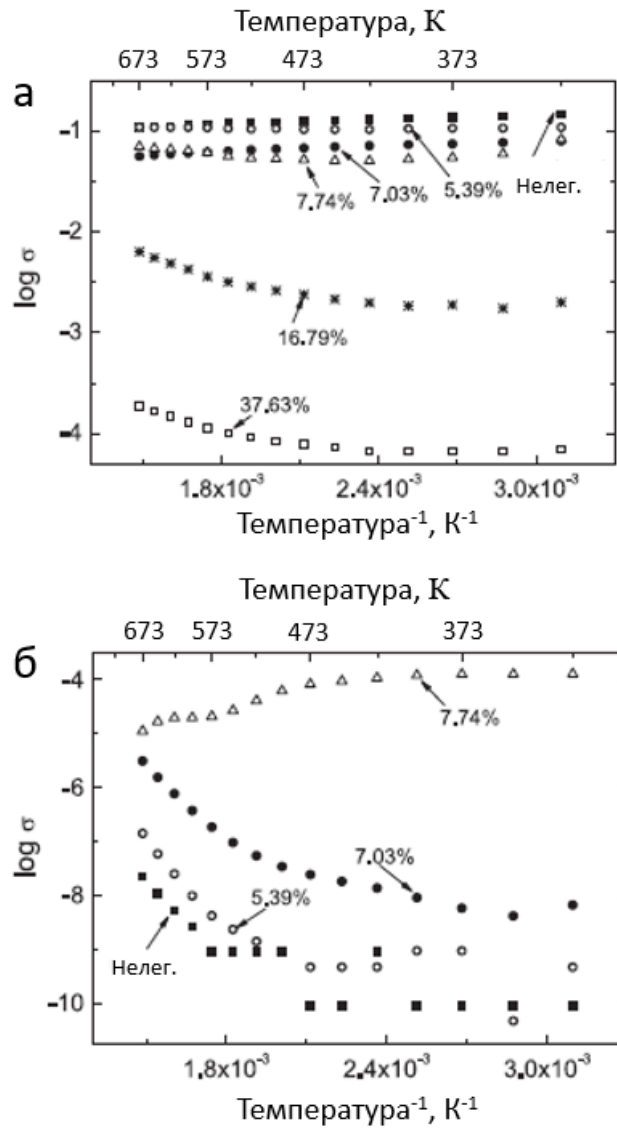 Температура, К
673 573 473 373
а
-1
Нелег.
5.39%
7.03%
7.74%
-2
log σ
16.79%
-3
37.63%
-4
1.8x10⁻³ 2.4x10⁻³ 3.0x10⁻³
Температура⁻¹, К⁻¹
Температура, К
673 573 473 373
б
-4
7.74%
-6
log σ
7.03%
5.39%
-8
Нелег.
-10
1.8x10⁻³ 2.4x10⁻³ 3.0x10⁻³
Температура⁻¹, К⁻¹